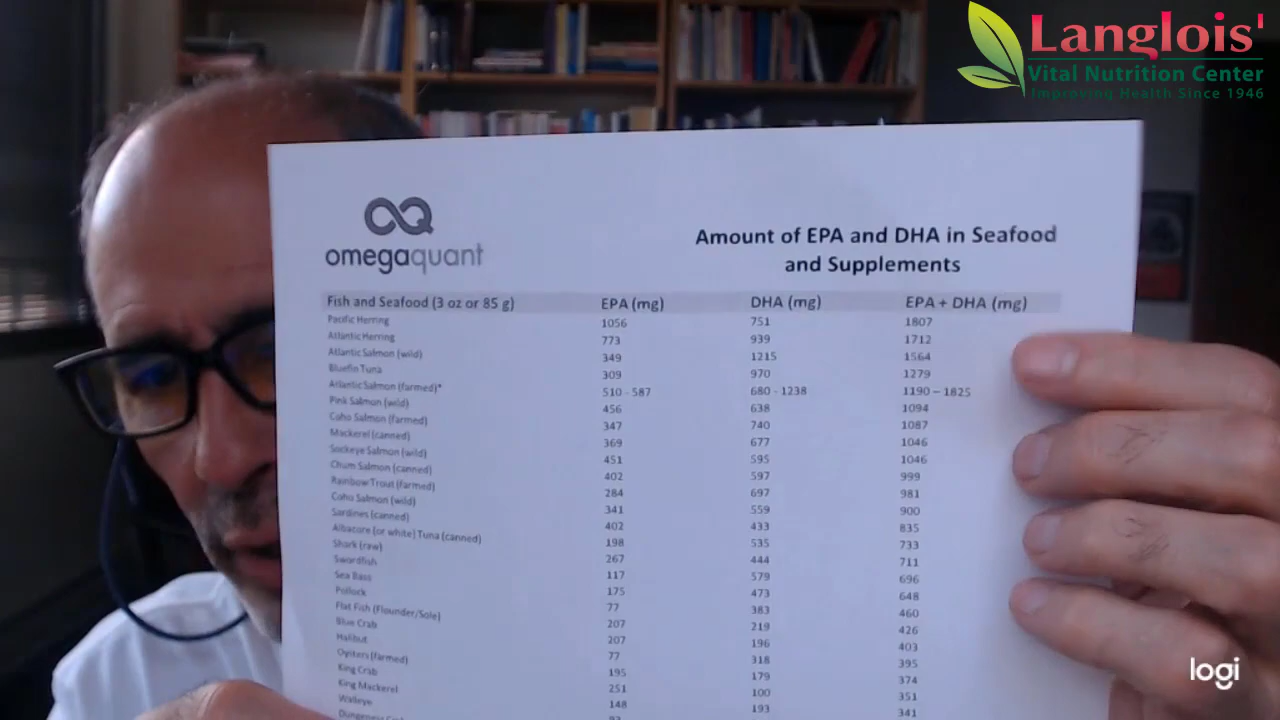 Langlois'
Vital Nutrition Center
Improving Health Since 1946
omegaquant
Amount of EPA and DHA in Seafood
and Supplements
Fish and Seafood (3 oz or 85 g) EPA (mg) DHA (mg) EPA + DHA (mg)
Pacific Herring 1056 751 1807
Atlantic Herring 773 939 1712
Atlantic Salmon (wild) 349 1215 1564
Bluefin Tuna 309 970 1279
Atlantic Salmon (farmed)* 510 - 587 680 - 1238 1190 – 1825
Pink Salmon (wild) 456 638 1094
Coho Salmon (farmed) 347 740 1087
Mackerel (canned) 369 677 1046
Sockeye Salmon (wild) 451 595 1046
Chum Salmon (canned) 402 597 999
Rainbow Trout (farmed) 284 697 981
Coho Salmon (wild) 341 559 900
Sardines (canned) 402 433 835
Albacore (or white) Tuna (canned) 198 535 733
Shark (raw) 267 444 711
Swordfish 117 579 696
Sea Bass 175 473 648
Pollock 77 383 460
Flat Fish (Flounder/Sole) 207 219 426
Blue Crab 207 196 403
Halibut 77 318 395
Oysters (farmed) 195 179 374
King Crab 251 100 351
King Mackerel 148 193 341
Walleye
Dungeness
logi